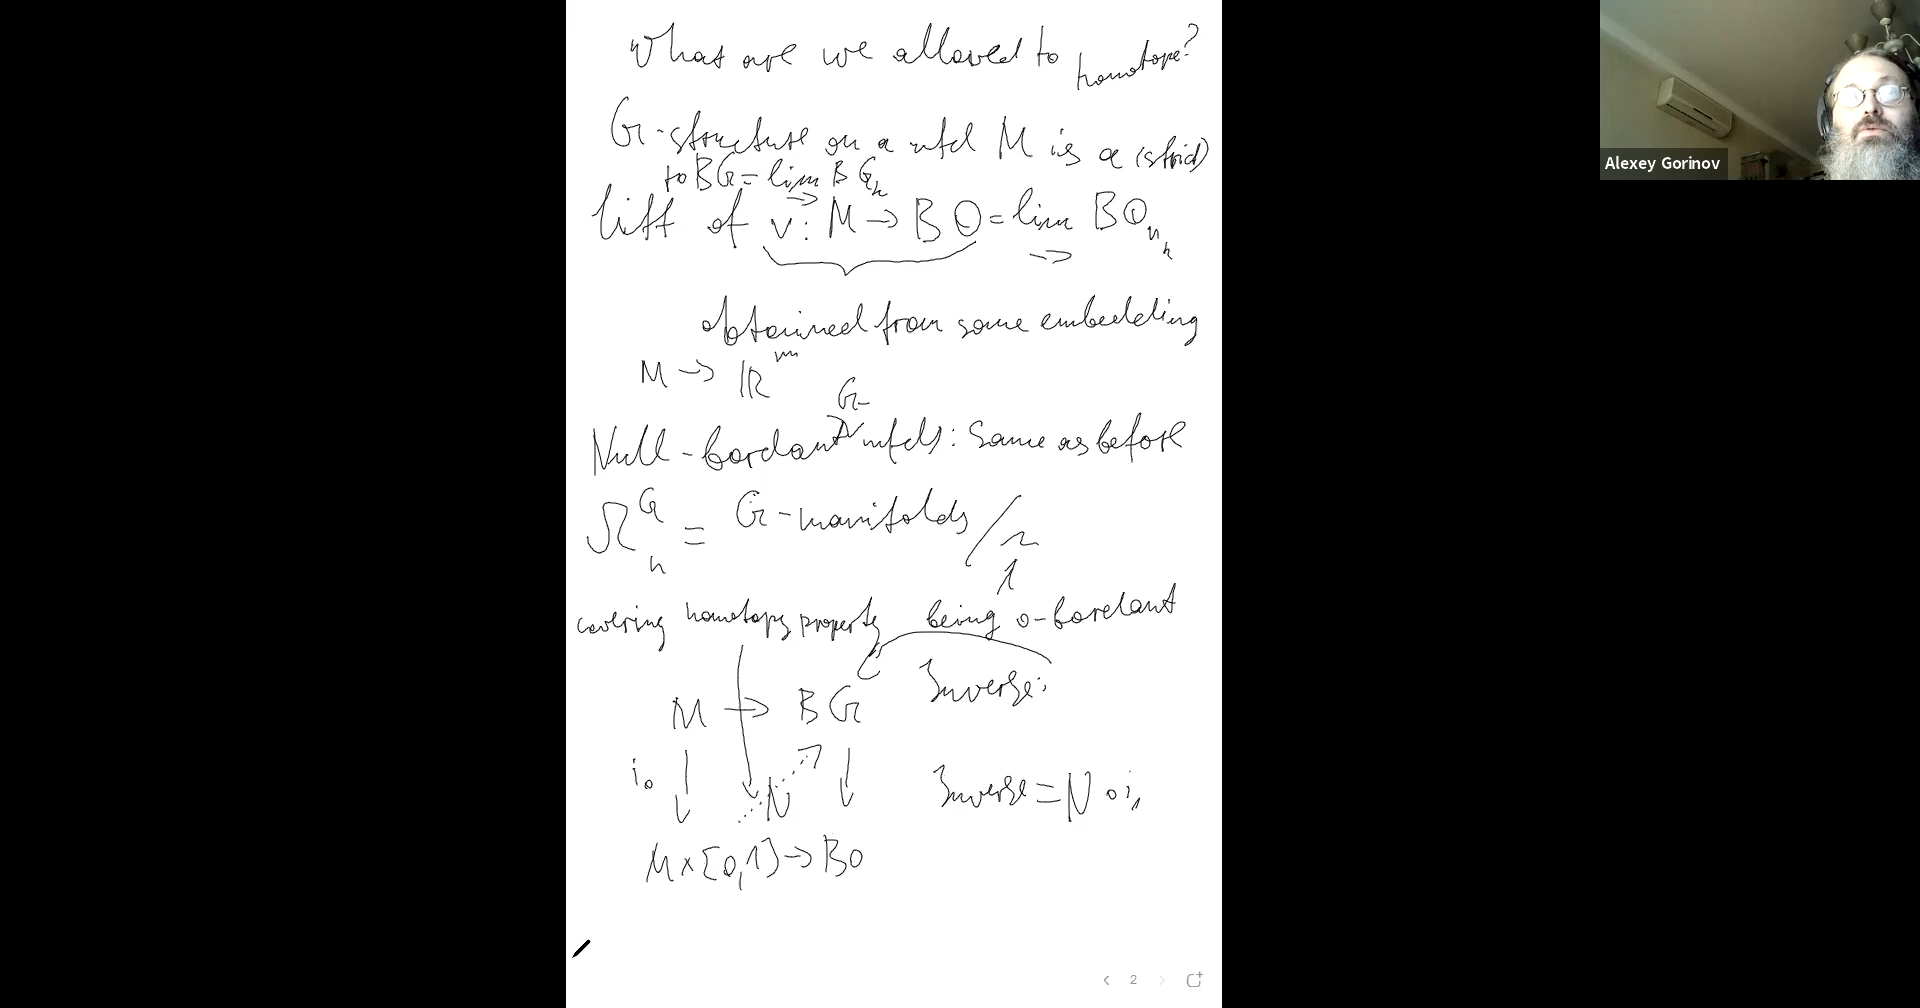 What are we allowed to homotope?
G-structure on a mfd M is a (strict)
to BG = lim BG_n
→
lift of ν: M → BO = lim BO_{n_k}
→
obtained from some embedding
M → ℝ^m
G-
Null-bordant mfds: Same as before
Ω^G_n = G-manifolds/~
covering homotopy property being 0-bordant
M → BG Inverse:
i_0 N Inverse = N∘i_1
M×[0,1] → BO
Alexey Gorinov
< 2 >